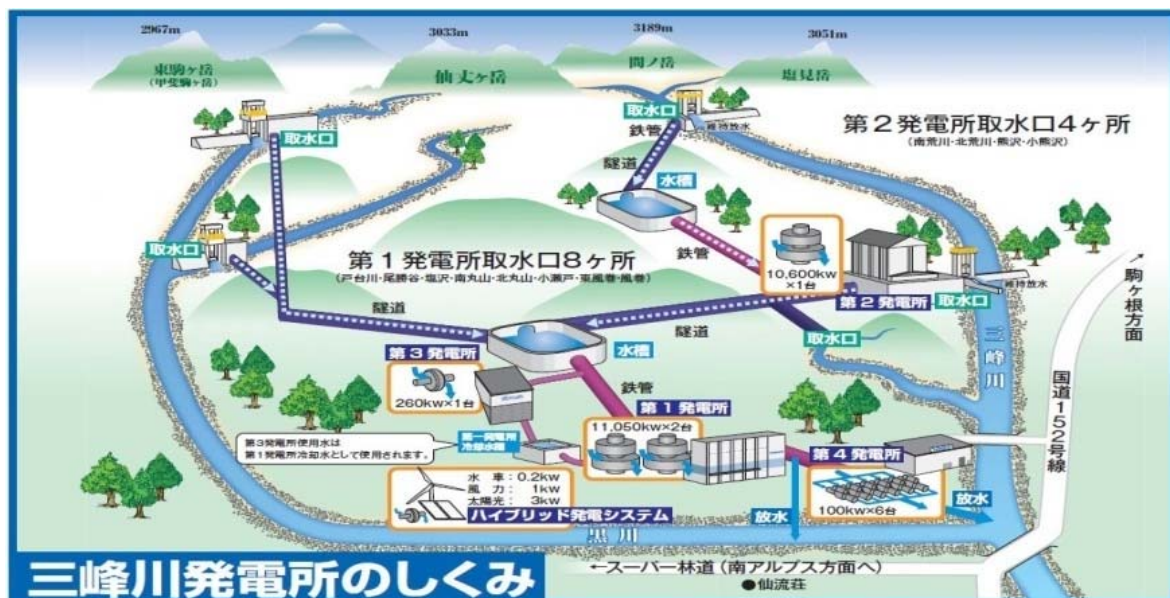 2967m
3033m
3189m
3051m
東駒ヶ岳
(甲斐駒ヶ岳)
仙丈ヶ岳
間ノ岳
塩見岳
取水口
取水口
鉄管
維持放水
第2発電所取水口4ヶ所
(南荒川・北荒川・熊沢・小熊沢)
隧道
水槽
取水口
第1発電所取水口8ヶ所
(戸台川・尾勝谷・塩沢・南丸山・北丸山・小瀬戸・東風巻・風巻)
鉄管
10,600kw
×1台
第2発電所
取水口
維持放水
駒ヶ根方面
隧道
隧道
取水口
三峰川
国道152号線
第3発電所
水槽
260kw×1台
鉄管
第1発電所
11,050kw×2台
第3発電所使用水は
第1発電所冷却水として使用されます。
第一発電所
冷却水槽
第4発電所
水車:0.2kw
風力:1kw
太陽光:3kw
ハイブリッド発電システム
100kw×6台
放水
放水
黒川
三峰川発電所のしくみ
←スーパー林道(南アルプス方面へ)
●仙流荘